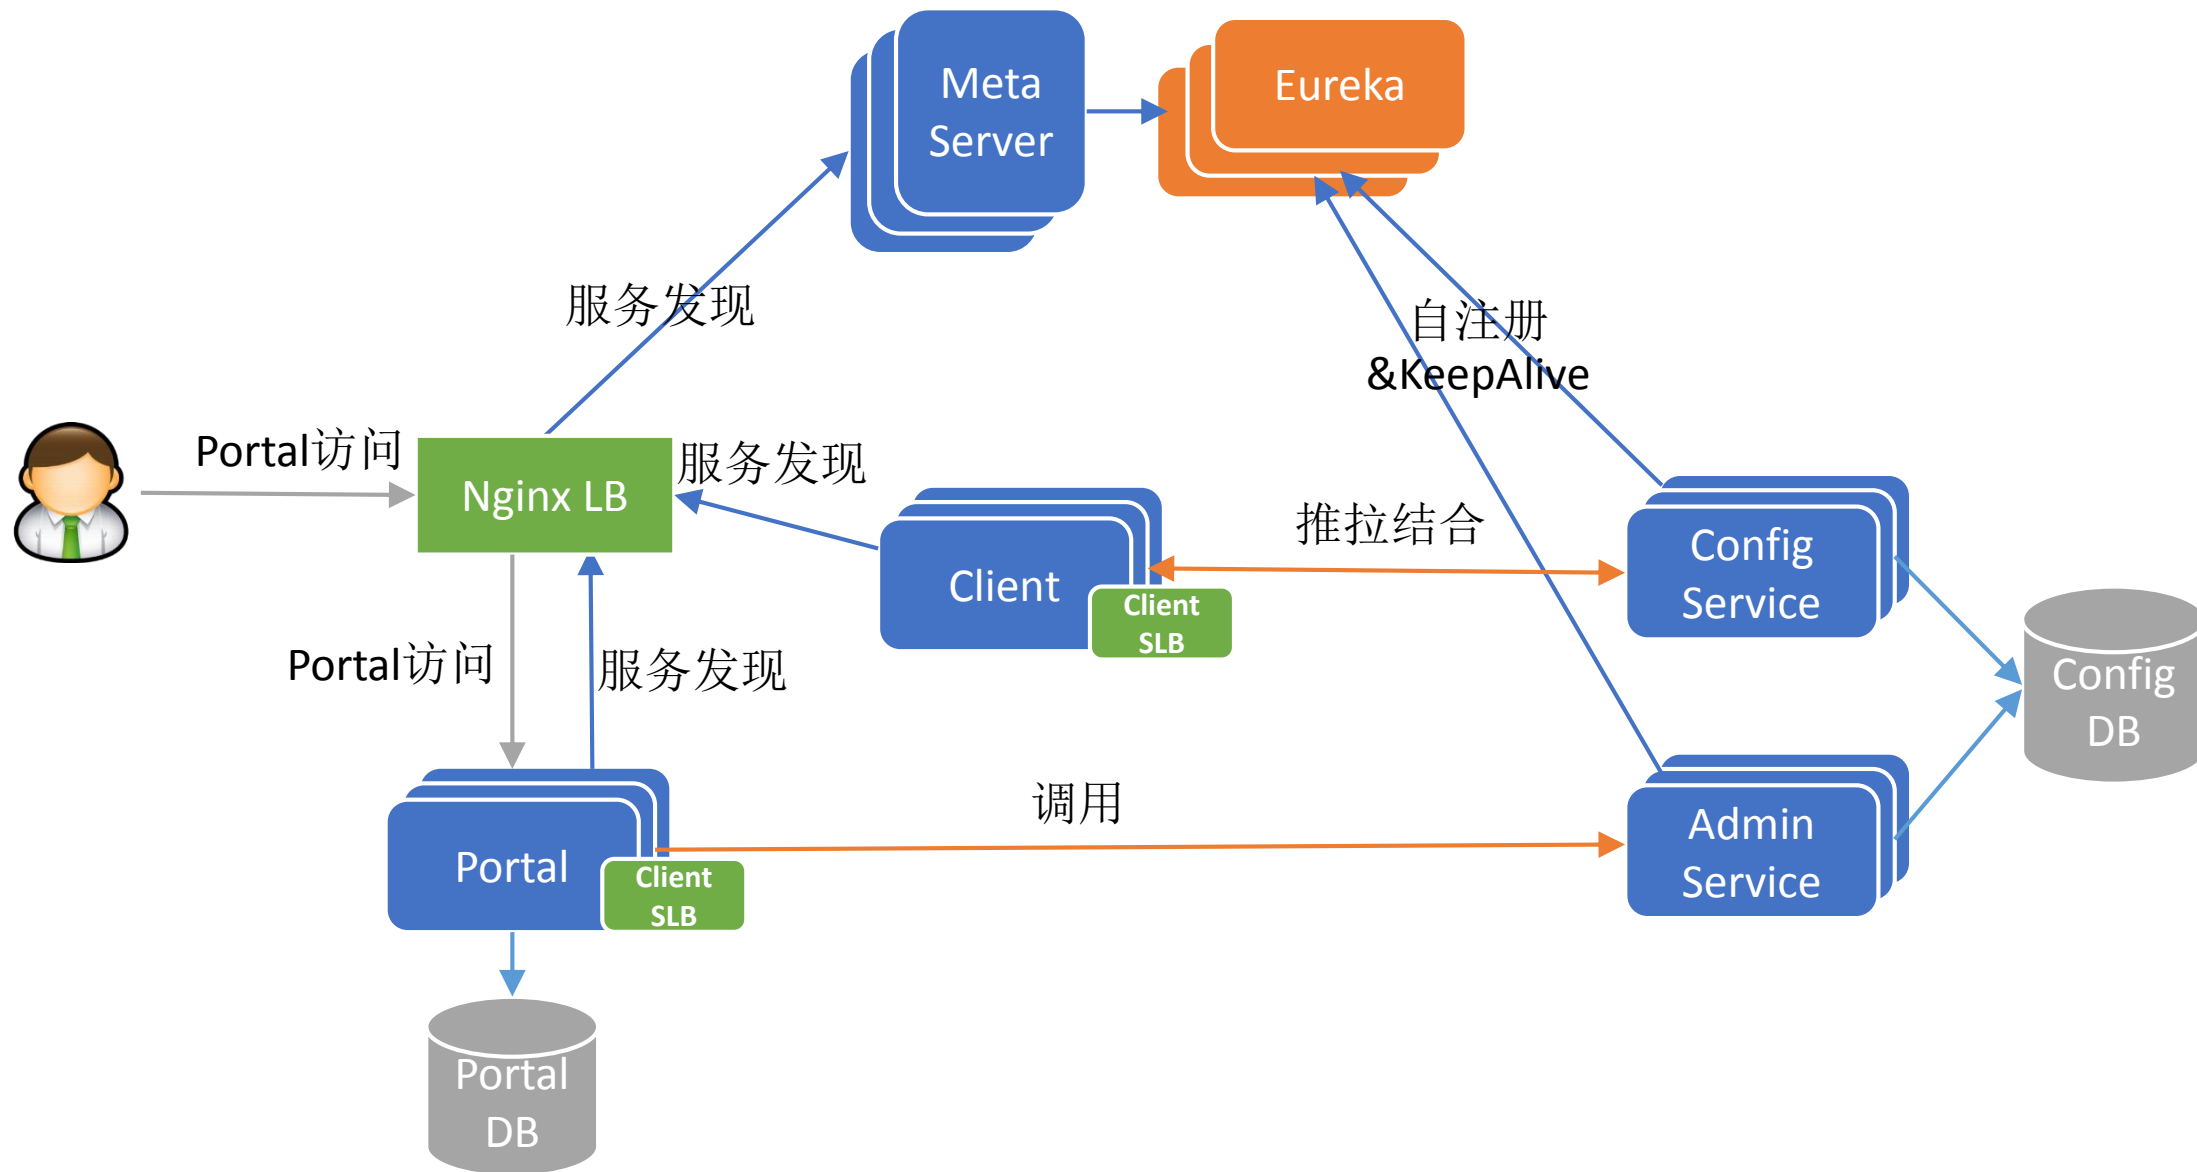 Meta
Server
Eureka
服务发现
自注册
&KeepAlive
Portal访问
Nginx LB
服务发现
推拉结合
Client
Client
SLB
Config
Service
Portal访问
服务发现
Config
DB
调用
Admin
Service
Portal
Client
SLB
Portal
DB